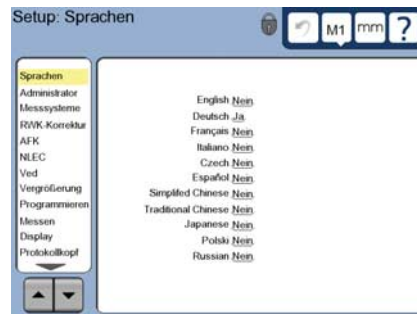 Setup: Sprachen
M1 mm ?
Sprachen
Administrator
Messsysteme
RWK-Korrektur
AFK
NLEC
Ved
Vergrößerung
Programmieren
Messen
Display
Protokollkopf
English Nein
Deutsch Ja
Français Nein
Italiano Nein
Czech Nein
Español Nein
Simplifed Chinese Nein
Traditional Chinese Nein
Japanese Nein
Polski Nein
Russian Nein